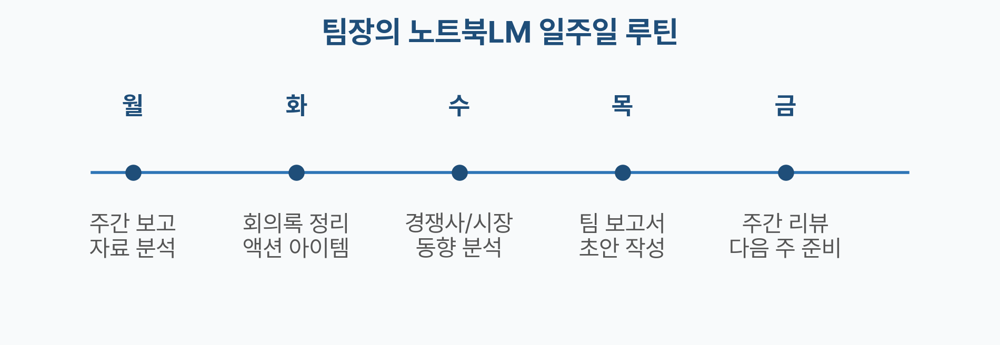 팀장의 노트북LM 일주일 루틴
월
화
수
목
금
주간 보고
자료 분석
회의록 정리
액션 아이템
경쟁사/시장
동향 분석
팀 보고서
초안 작성
주간 리뷰
다음 주 준비